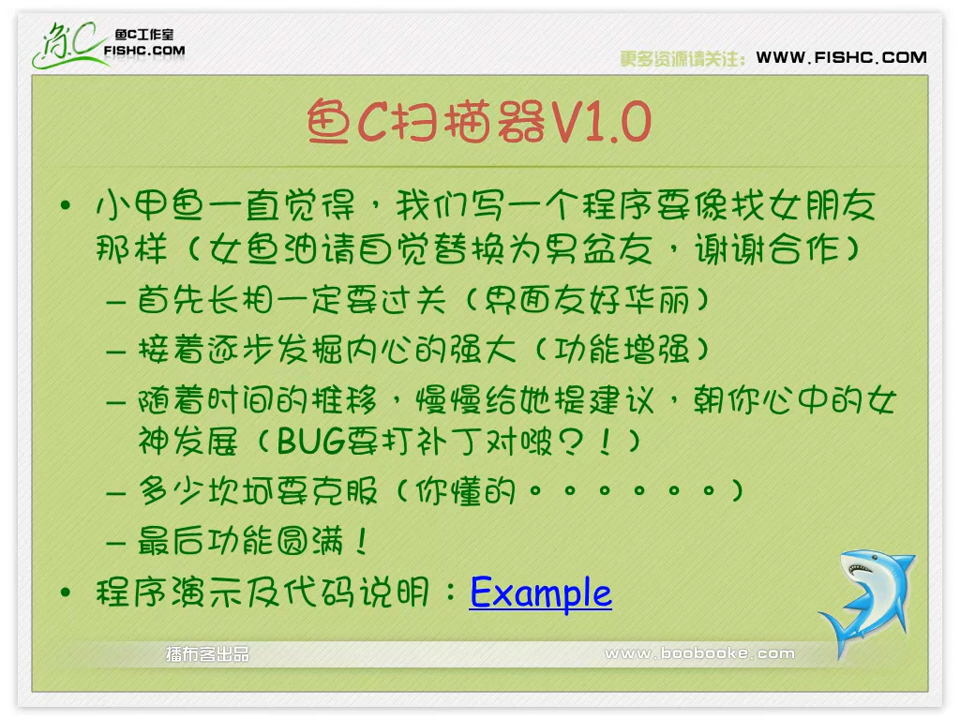 鱼C工作室
FISHC.COM
更多资源请关注：WWW.FISHC.COM
鱼C扫描器V1.0
• 小甲鱼一直觉得，我们写一个程序要像找女朋友
那样（女鱼油请自觉替换为男盆友，谢谢合作）
– 首先长相一定要过关（界面友好华丽）
– 接着逐步发掘内心的强大（功能增强）
– 随着时间的推移，慢慢给她提建议，朝你心中的女
神发展（BUG要打补丁对啵？！）
– 多少坎坷要克服（你懂的。。。。。。）
– 最后功能圆满！
• 程序演示及代码说明：Example
播布客出品
www.boobooke.com